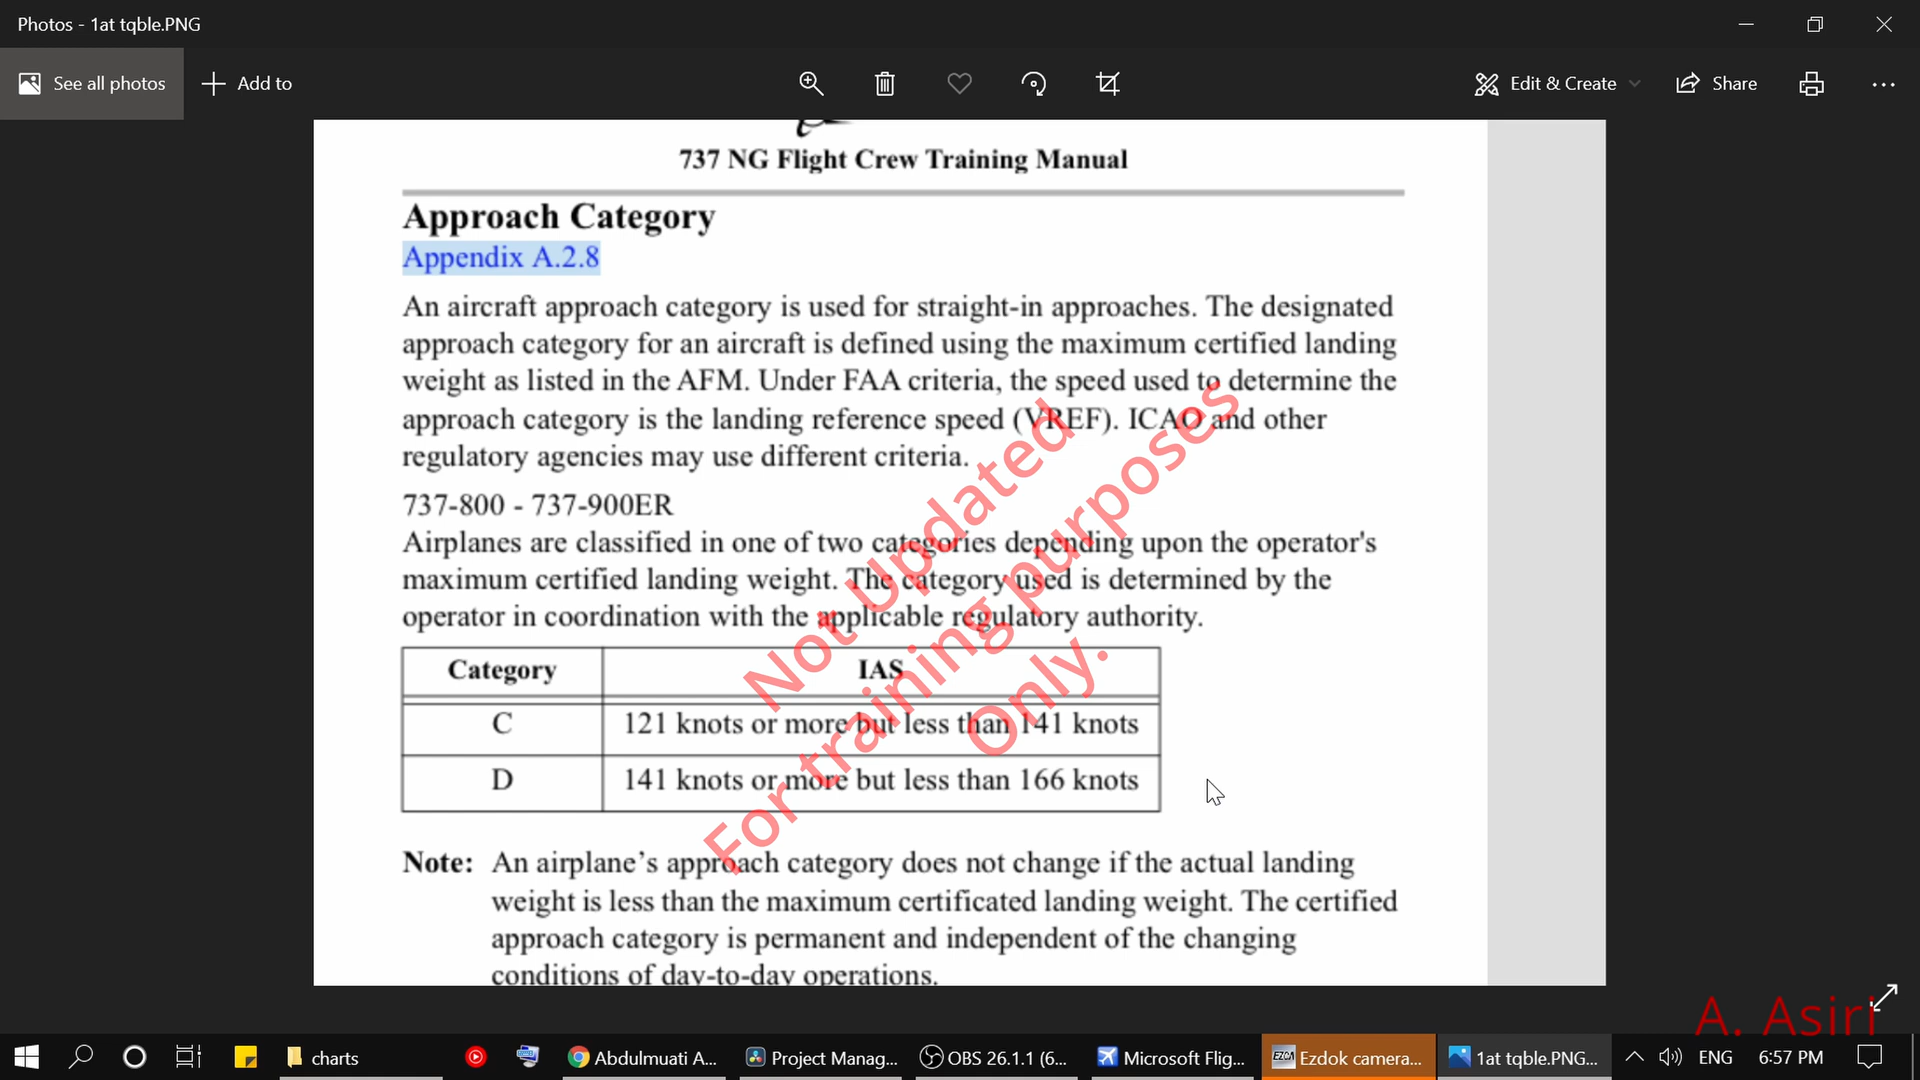 Photos - 1at tqble.PNG
See all photos
Add to
Edit & Create
Share
737 NG Flight Crew Training Manual
Approach Category
Appendix A.2.8
An aircraft approach category is used for straight-in approaches. The designated
approach category for an aircraft is defined using the maximum certified landing
weight as listed in the AFM. Under FAA criteria, the speed used to determine the
approach category is the landing reference speed (VREF). ICAO and other
regulatory agencies may use different criteria.
737-800 - 737-900ER
Airplanes are classified in one of two categories depending upon the operator's
maximum certified landing weight. The category used is determined by the
operator in coordination with the applicable regulatory authority.
Category IAS
C 121 knots or more but less than 141 knots
D 141 knots or more but less than 166 knots
Note: An airplane's approach category does not change if the actual landing
weight is less than the maximum certificated landing weight. The certified
approach category is permanent and independent of the changing
conditions of day-to-day operations.
Not Updated
For training purposes
Only.
A. Asiri
charts
Abdulmuati A...
Project Manag...
OBS 26.1.1 (6...
Microsoft Flig...
EZCA
Ezdok camera...
1at tqble.PNG...
ENG
6:57 PM